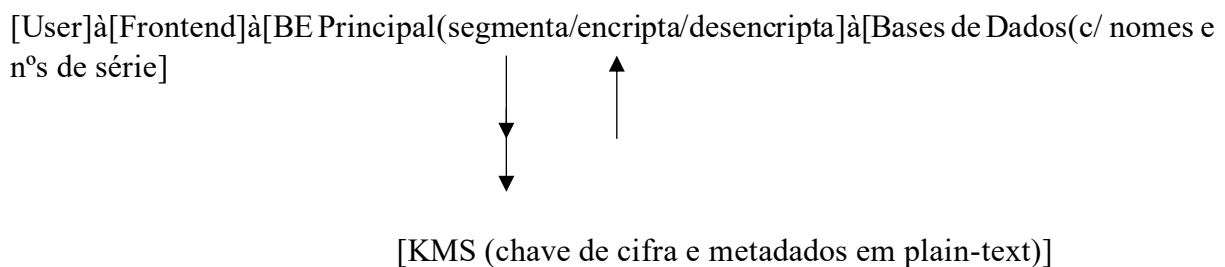 [User]à[Frontend]à[BE Principal(segmenta/encripta/desencripta]à[Bases de Dados(c/ nomes e
nºs de série]
[KMS (chave de cifra e metadados em plain-text)]